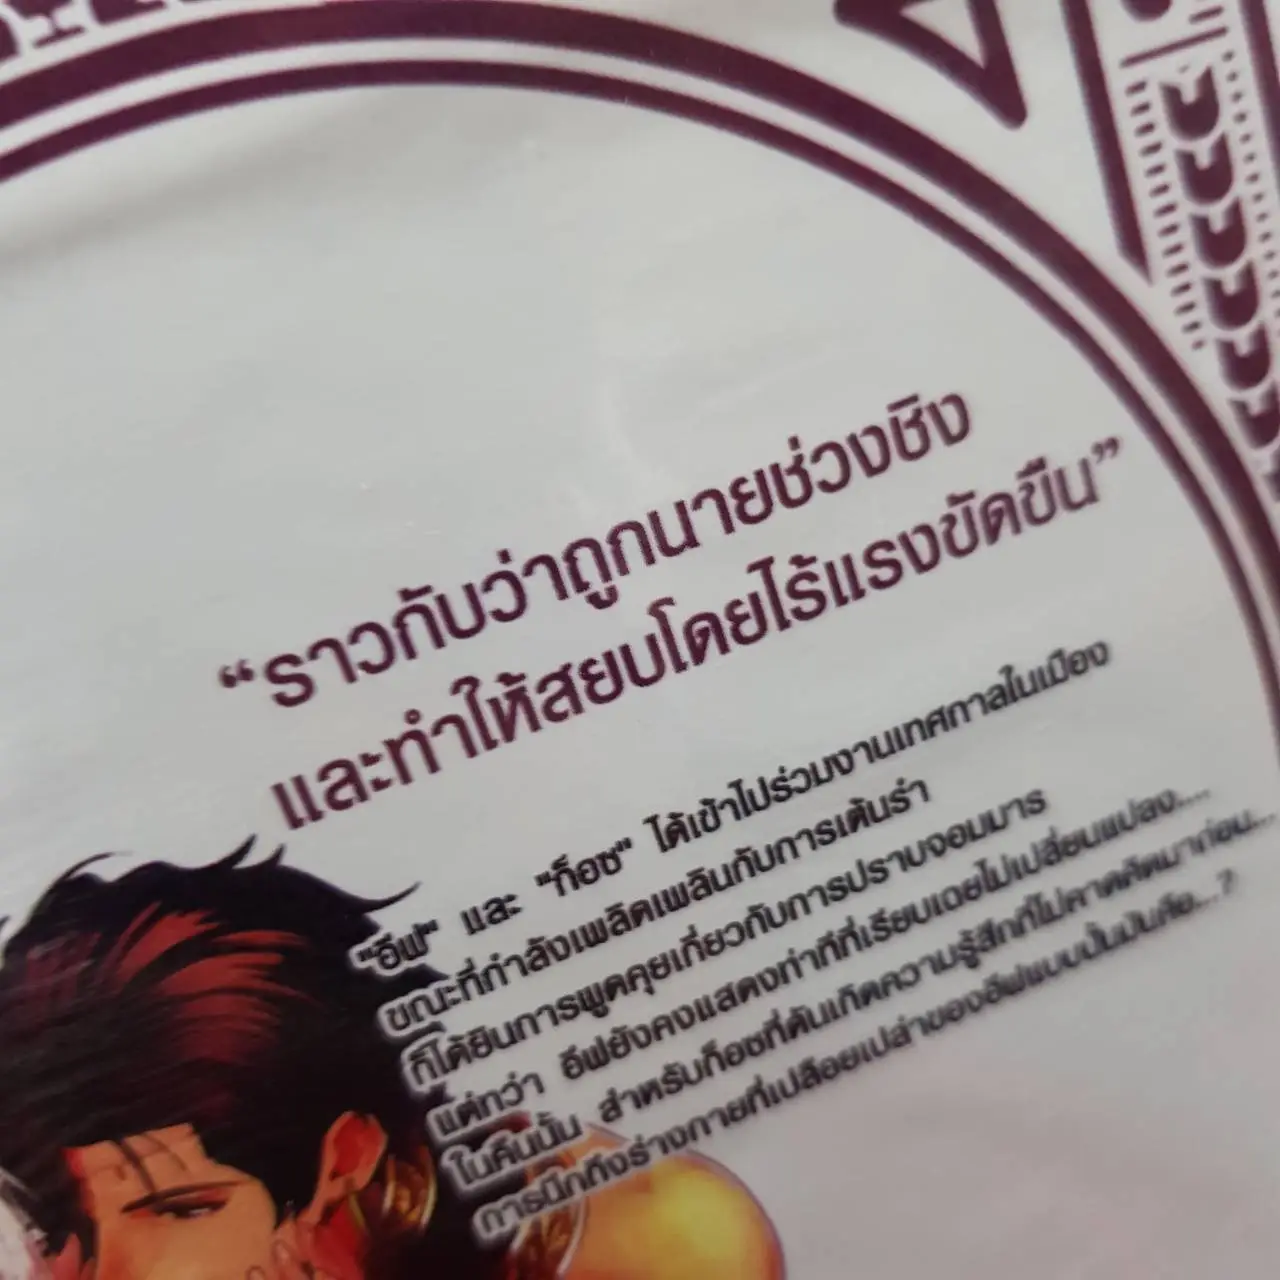 “ราวกับว่าถูกนายช่วงชิง
และทำให้สยบโดยไร้แรงขัดขืน”
"อีฟ" และ "ก็อซ" ได้เข้าไปร่วมงานเทศกาลในเมือง
ขณะที่กำลังเพลิดเพลินกับการเต้นรำ
ก็ได้ยินการพูดคุยเกี่ยวกับการปราบจอมมาร
แต่ทว่า อีฟยังคงแสดงท่าทีที่เรียบเฉยไม่เปลี่ยนแปลง....
ในคืนนั้น สำหรับก็อซที่ดันเกิดความรู้สึกที่ไม่คาดคิดมาก่อน...
การนึกถึงร่างกายที่เปลือยเปล่าของอีฟแบบนั้นมันคือ...?